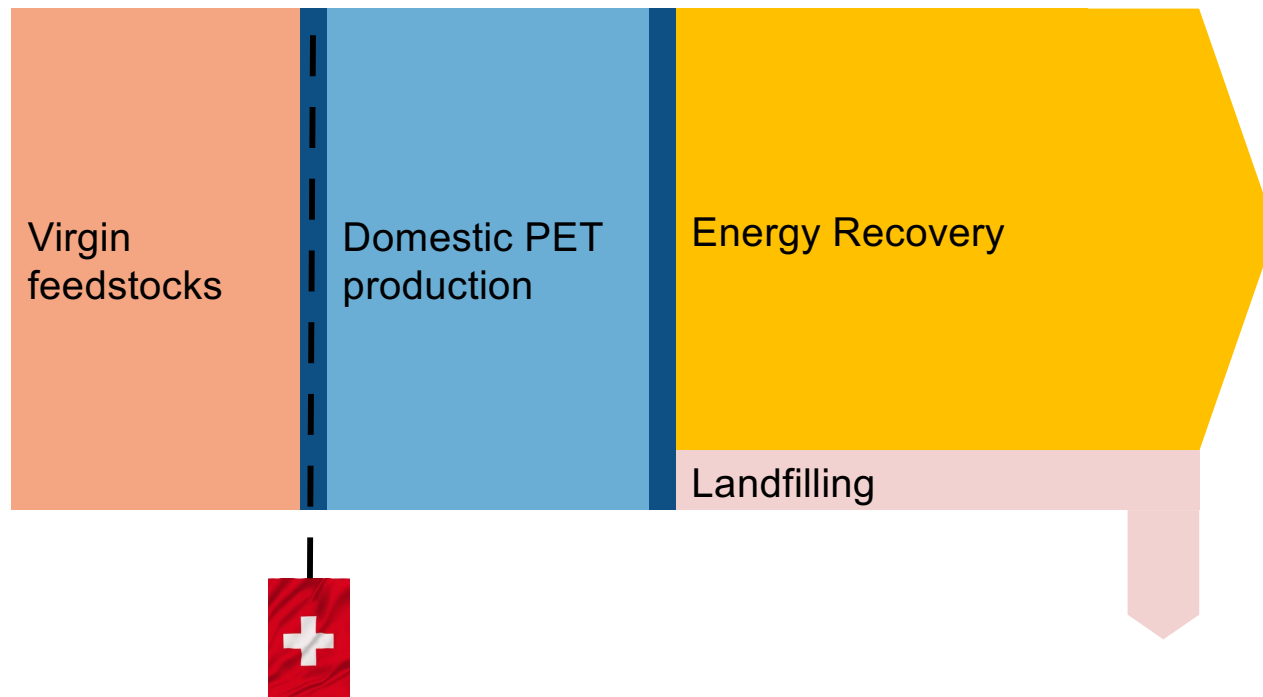 Virgin
feedstocks
Domestic PET
production
Energy Recovery
Landfilling